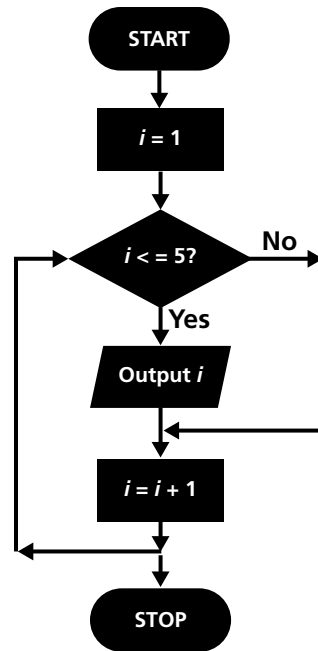 START
i = 1
i < = 5?
No
Yes
Output i
i = i + 1
STOP